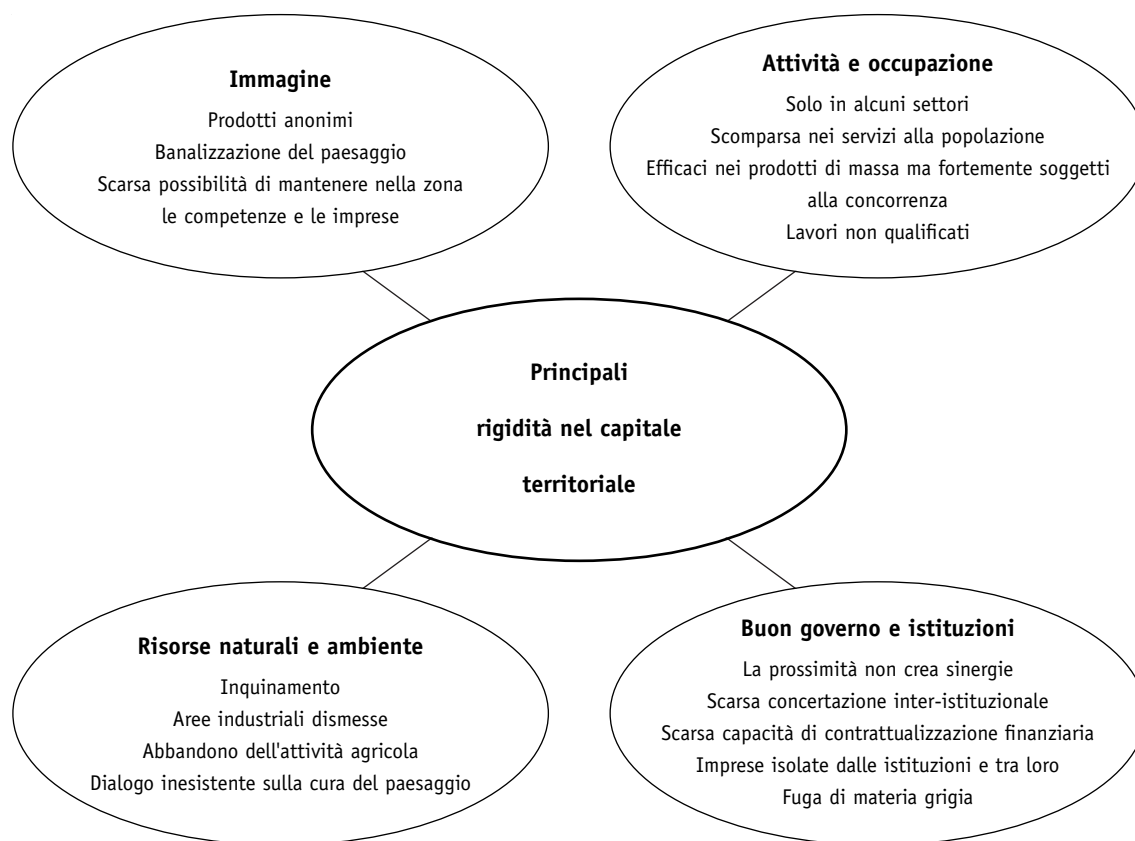 Immagine
Prodotti anonimi
Banalizzazione del paesaggio
Scarsa possibilità di mantenere nella zona
le competenze e le imprese
Attività e occupazione
Solo in alcuni settori
Scomparsa nei servizi alla popolazione
Efficaci nei prodotti di massa ma fortemente soggetti
alla concorrenza
Lavori non qualificati
Principali
rigidità nel capitale
territoriale
Risorse naturali e ambiente
Inquinamento
Aree industriali dismesse
Abbandono dell'attività agricola
Dialogo inesistente sulla cura del paesaggio
Buon governo e istituzioni
La prossimità non crea sinergie
Scarsa concertazione inter-istituzionale
Scarsa capacità di contrattualizzazione finanziaria
Imprese isolate dalle istituzioni e tra loro
Fuga di materia grigia